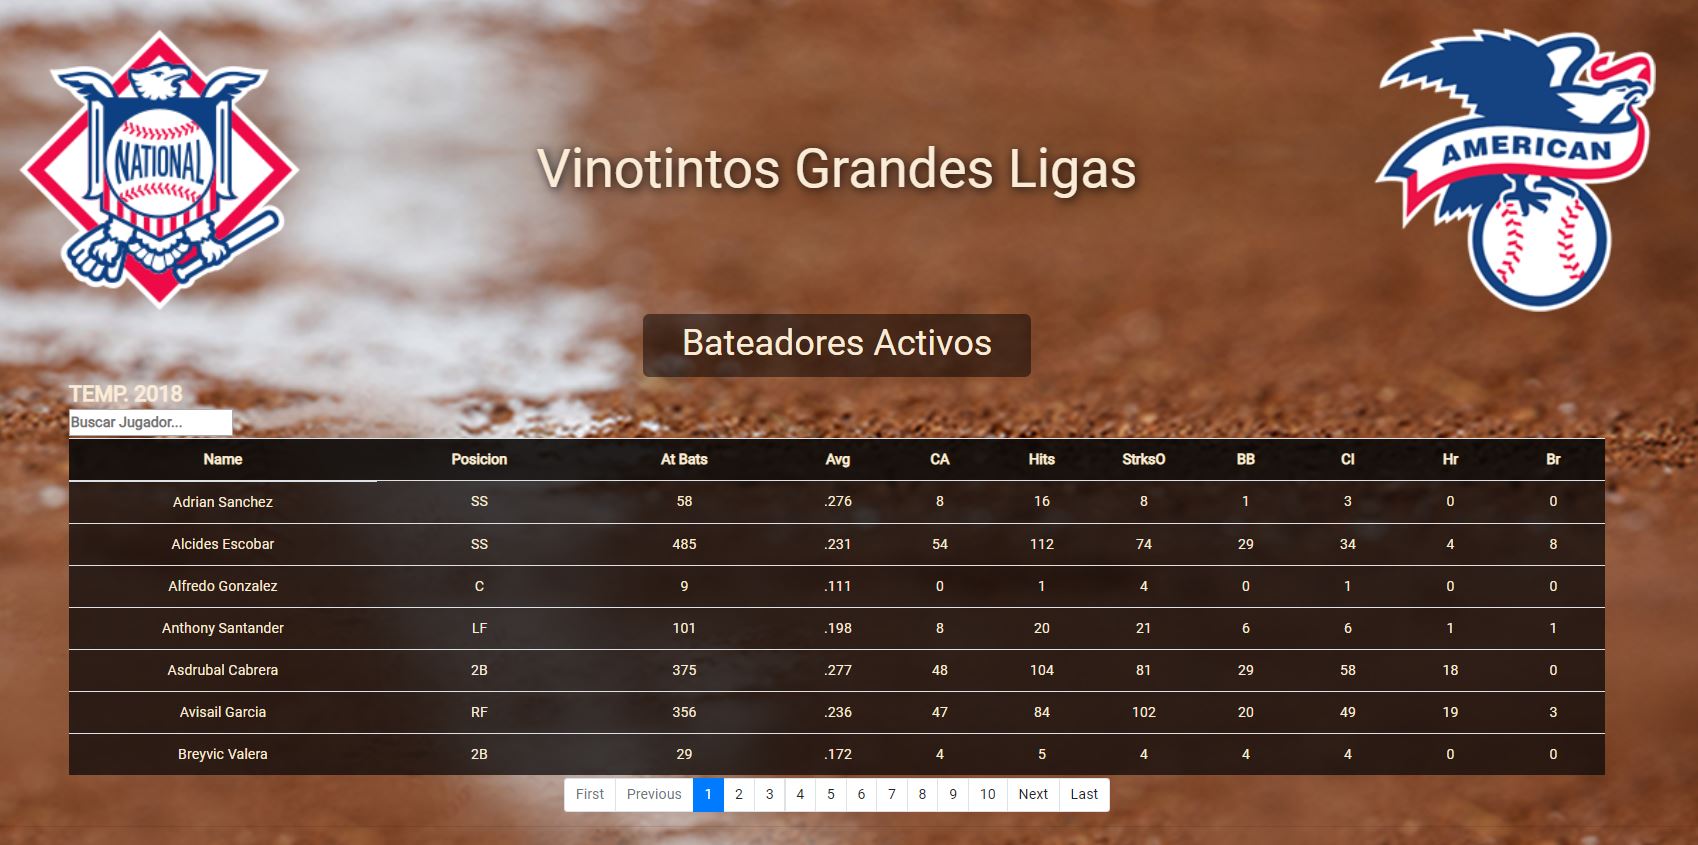 NATIONAL
AMERICAN
Vinotintos Grandes Ligas
Bateadores Activos
TEMP. 2018
Buscar Jugador...
Name Posicion At Bats Avg CA Hits StrksO BB CI Hr Br
Adrian Sanchez SS 58 .276 8 16 8 1 3 0 0
Alcides Escobar SS 485 .231 54 112 74 29 34 4 8
Alfredo Gonzalez C 9 .111 0 1 4 0 1 0 0
Anthony Santander LF 101 .198 8 20 21 6 6 1 1
Asdrubal Cabrera 2B 375 .277 48 104 81 29 58 18 0
Avisail Garcia RF 356 .236 47 84 102 20 49 19 3
Breyvic Valera 2B 29 .172 4 5 4 4 4 0 0
First Previous 1 2 3 4 5 6 7 8 9 10 Next Last